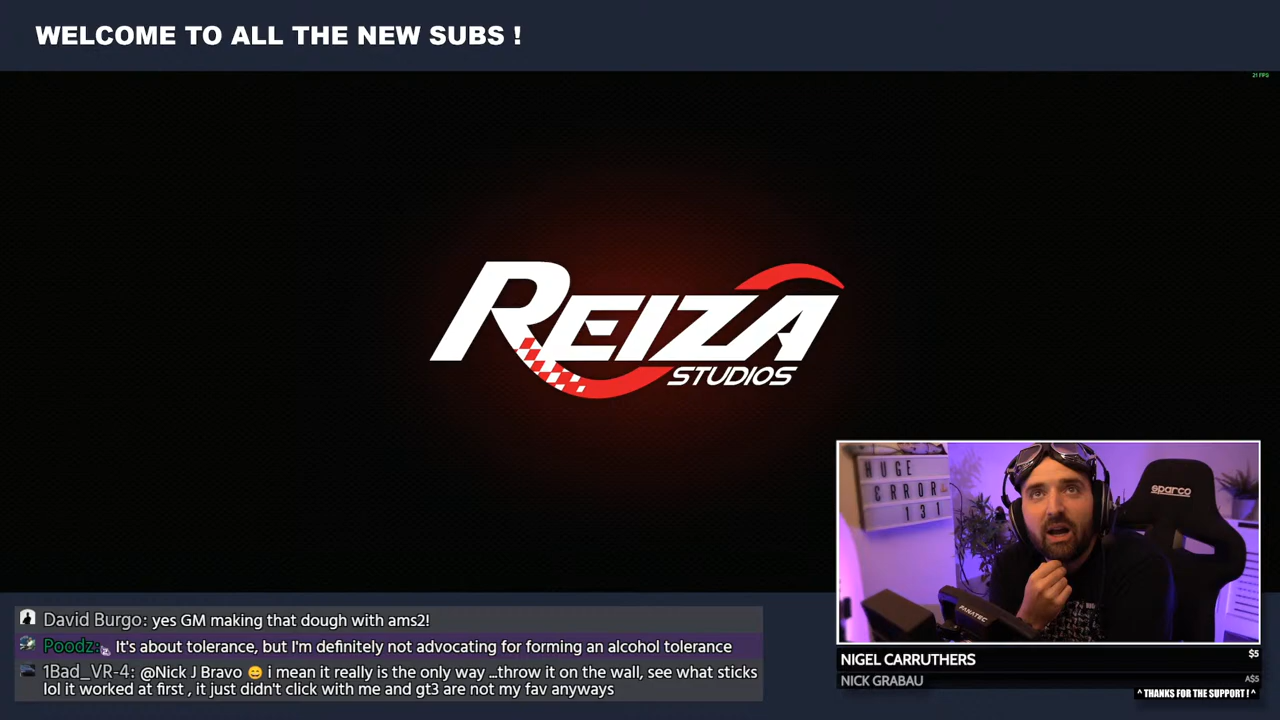 WELCOME TO ALL THE NEW SUBS !
21 FPS
REIZA
STUDIOS
HUGE
ERROR
131
sparco
FANATEC
David Burgo: yes GM making that dough with ams2!
Poodz: It's about tolerance, but I'm definitely not advocating for forming an alcohol tolerance
1Bad_VR-4: @Nick J Bravo 😄 i mean it really is the only way ...throw it on the wall, see what sticks
lol it worked at first , it just didn't click with me and gt3 are not my fav anyways
NIGEL CARRUTHERS $5
NICK GRABAU A$5
^ THANKS FOR THE SUPPORT ! ^